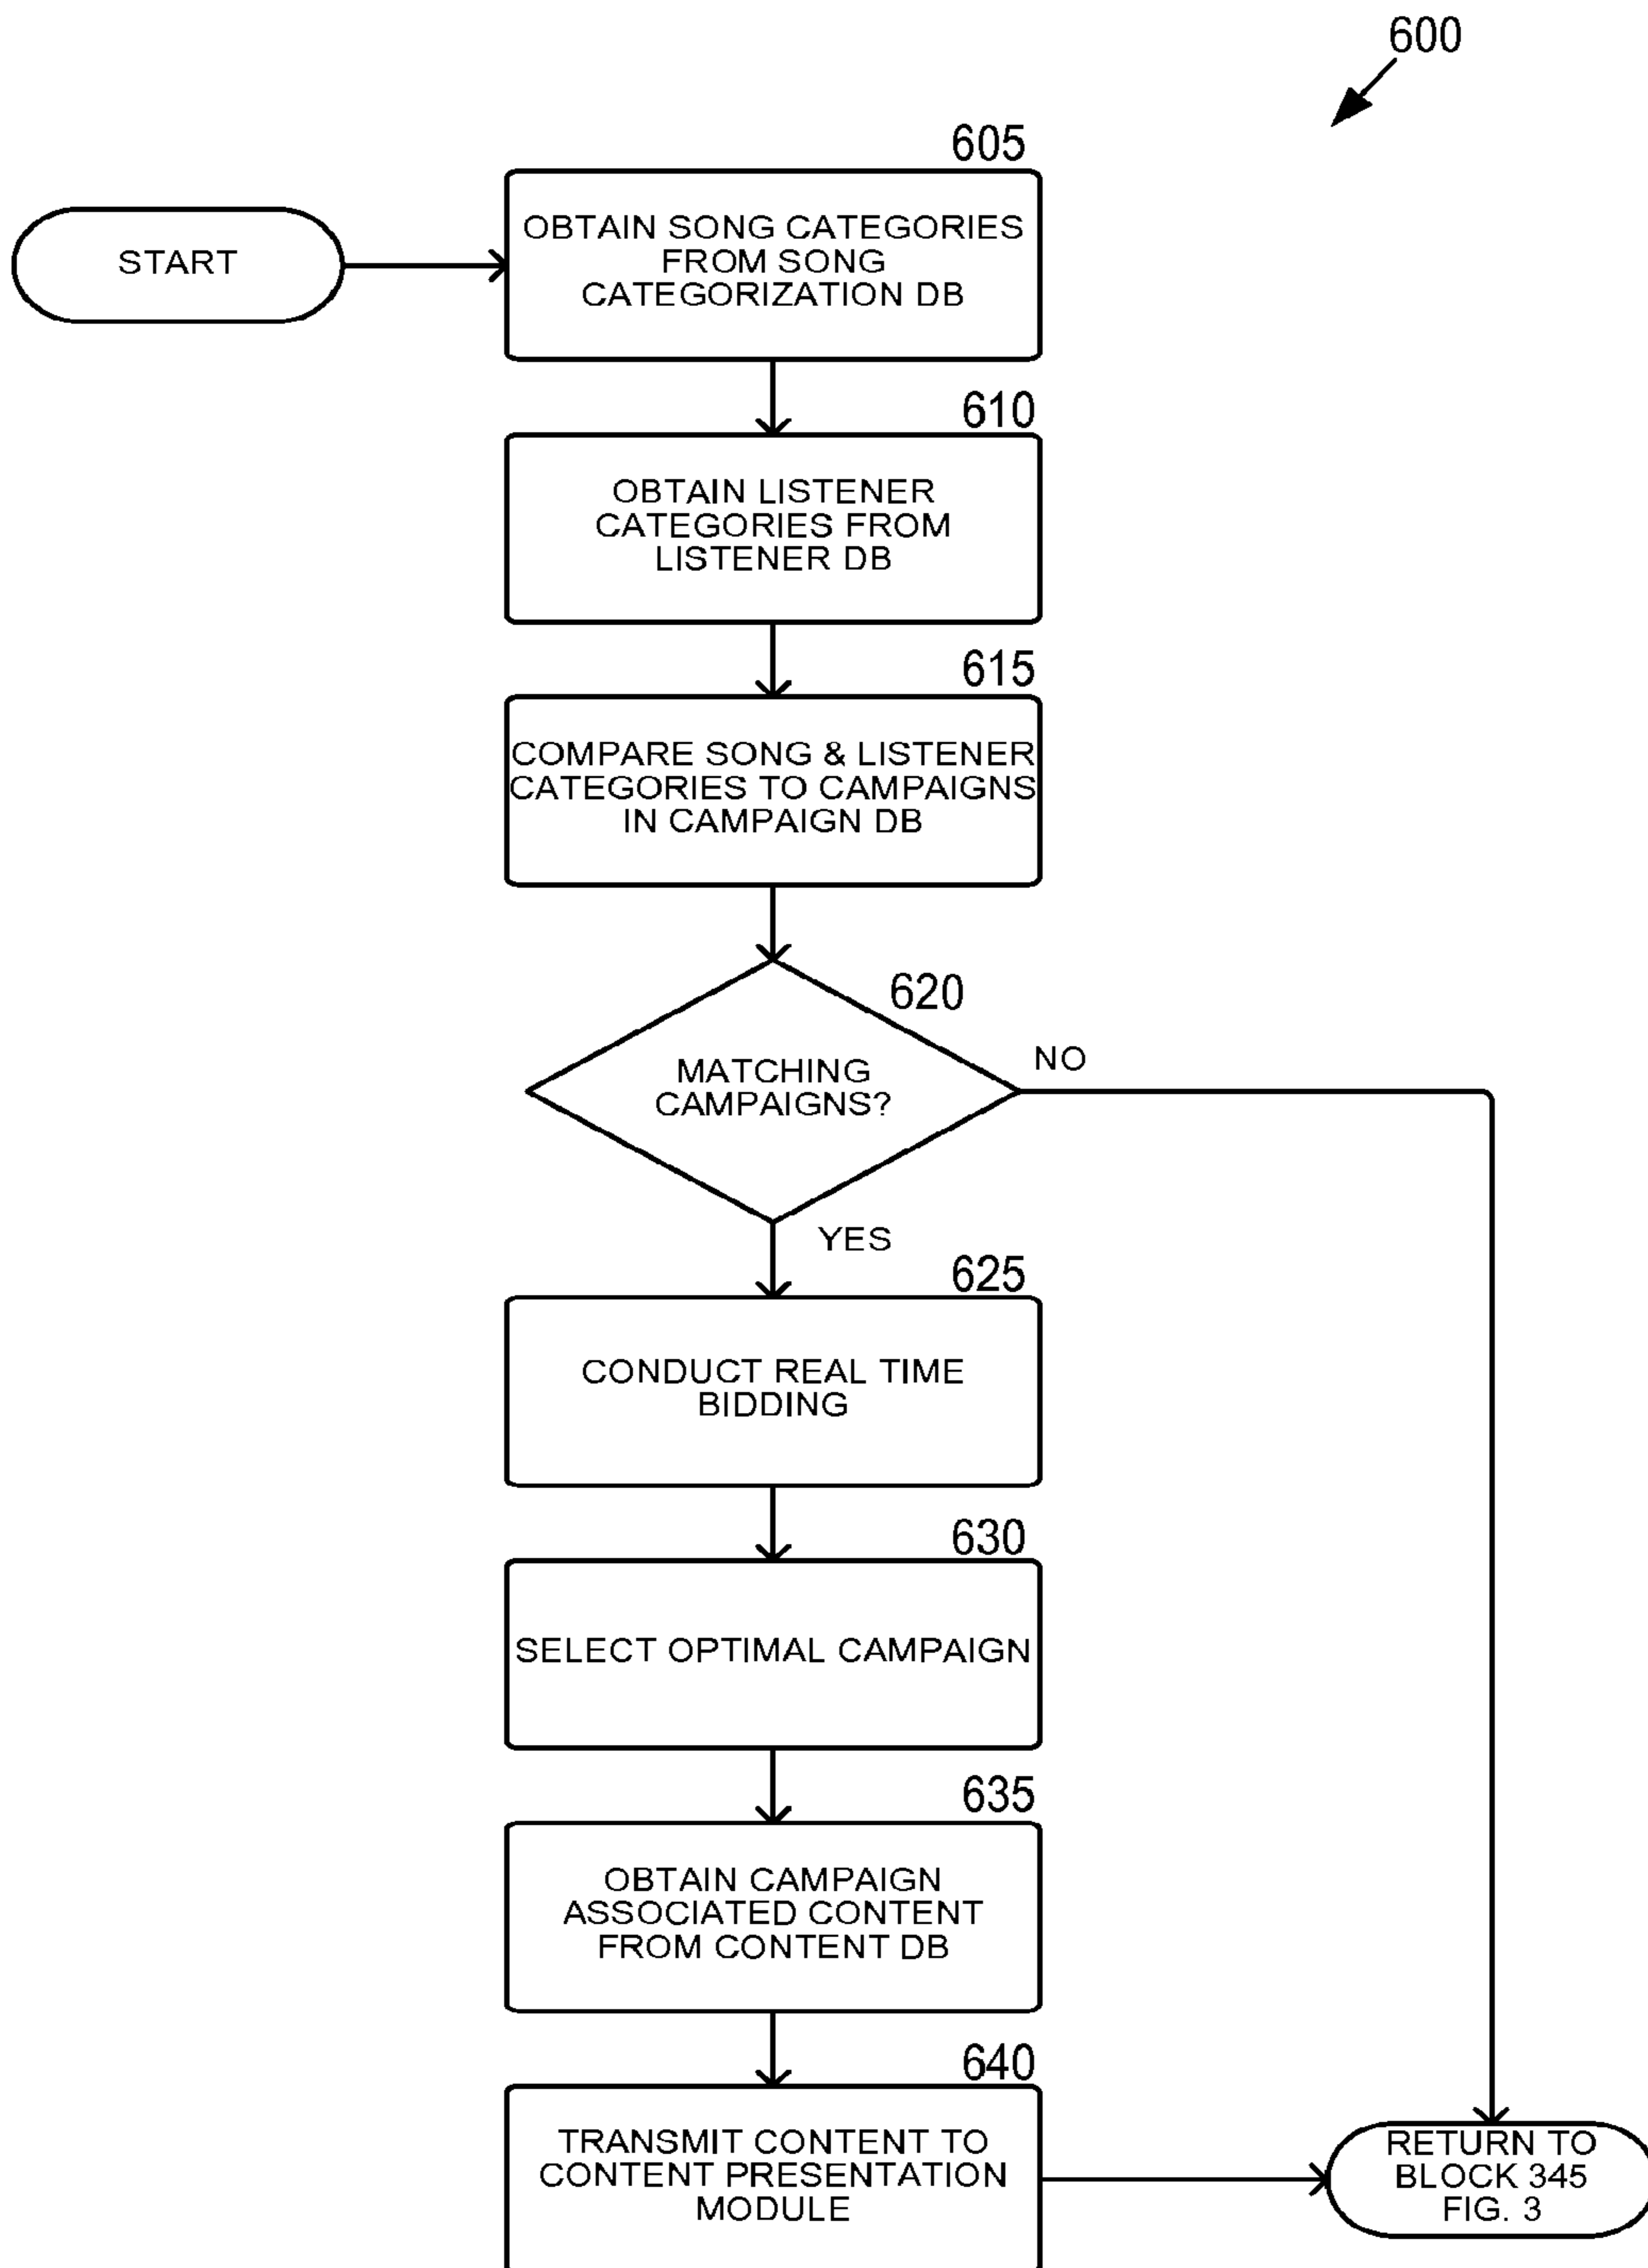 600
605
START
OBTAIN SONG CATEGORIES
FROM SONG
CATEGORIZATION DB
610
OBTAIN LISTENER
CATEGORIES FROM
LISTENER DB
615
COMPARE SONG & LISTENER
CATEGORIES TO CAMPAIGNS
IN CAMPAIGN DB
620
MATCHING
CAMPAIGNS?
NO
YES
625
CONDUCT REAL TIME
BIDDING
630
SELECT OPTIMAL CAMPAIGN
635
OBTAIN CAMPAIGN
ASSOCIATED CONTENT
FROM CONTENT DB
640
TRANSMIT CONTENT TO
CONTENT PRESENTATION
MODULE
RETURN TO
BLOCK 345
FIG. 3